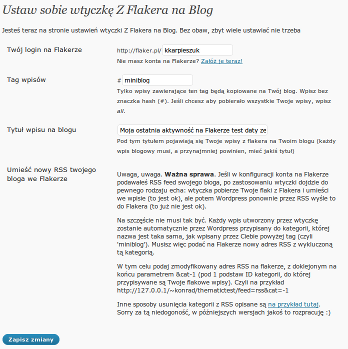 Ustaw sobie wtyczkę Z Flakera na Blog
Jesteś teraz na stronie ustawień wtyczki Z Flakera na Blog. Bez obaw, zbyt wiele ustawiać nie trzeba
Twój login na Flakerze
http://flaker.pl/ kkarpieszuk
Nie masz konta na Flakerze? Załóż je teraz!
Tag wpisów
# miniblog
Tylko wpisy zawierające ten tag będą kopiowane na Twój blog. Wpisz bez
znaczka hash (#). Jeśli chcesz aby pobierało wszystkie Twoje wpisy, wpisz
all.
Tytuł wpisu na blogu
Moja ostatnia aktywność na Flakerze test daty ze
Pod tym tytułem pojawiają się Twoje wpisy z flakera na Twoim blogu (każdy
wpis blogowy musi, a przynajmniej powinien, mieć jakiś tytuł)
Umieść nowy RSS twojego
bloga we Flakerze
Uwaga, uwaga. Ważna sprawa. Jeśli w konfiguracji konta na Flakerze
podawałeś RSS feed swojego bloga, po zastosowaniu wtyczki dojdzie do
pewnego rodzaju echa: wtyczka pobierze Twoje flaki z Flakera i umieści
we wpisie (to jest ok), ale potem Wordpress ponownie przez RSS wyśle to
do Flakera (to już nie jest ok).
Na szczęście nie musi tak być. Każdy wpis utworzony przez wtyczkę
zostanie automatycznie przez Wordpress przypisany do kategorii, której
nazwa jest taka sama, jak wpisany przez Ciebie powyżej tag (czyli
'miniblog'). Musisz więc podać na Flakerze nowy adres RSS z wykluczoną
tą kategorią.
W tym celu podaj zmodyfikowany adres RSS na flakerze, z doklejonym na
końcu parametrem &cat-1 (pod 1 podstaw ID kategorii, do której
przypisywane są Twoje flakowe wpisy). Czyli na przykład
http://127.0.0.1/~konrad/thematictest/feed=rss&cat=-1
Inne sposoby usunięcia kategorii z RSS opisane są na przykład tutaj.
Sorry za tą niedogoność, w późniejszych wersjach jakoś to rozpracuję :)
Zapisz zmiany